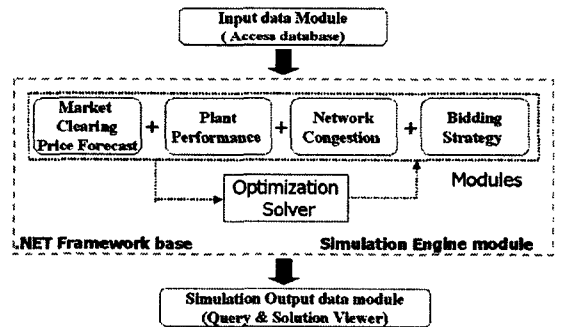 Input data Module
( Access database)
Market
Clearing
Price Forecast
+
Plant
Performance
+
Network
Congestion
+
Bidding
Strategy
Modules
Optimization
Solver
.NET Framework base
Simulation Engine module
Simulation Output data module
(Query & Solution Viewer)